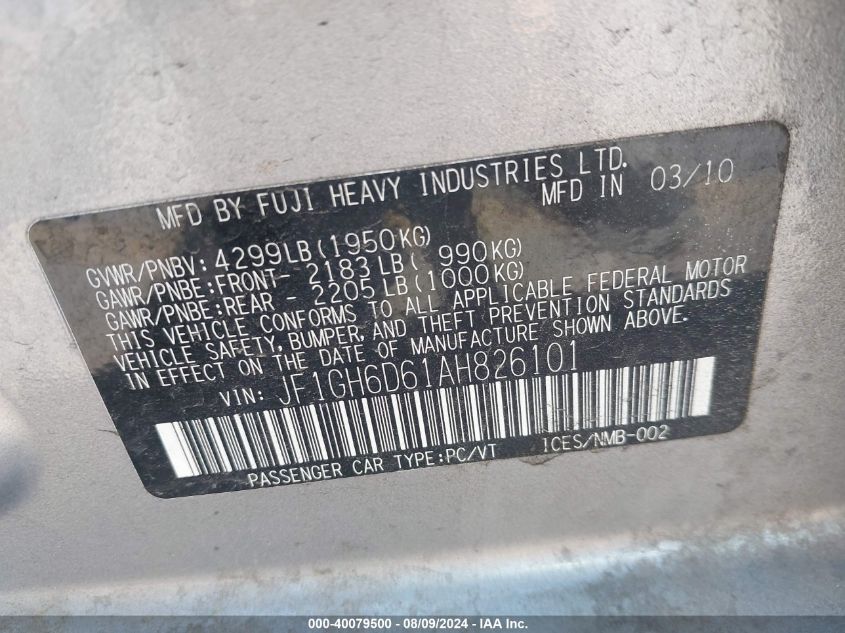 MFD BY FUJI HEAVY INDUSTRIES LTD.
MFD IN 03/10
GVWR/PNBV: 4299LB(1950KG)
GAWR/PNBE:FRONT- 2183LB( 990KG)
GAWR/PNBE:REAR - 2205LB(1000KG)
THIS VEHICLE CONFORMS TO ALL APPLICABLE FEDERAL MOTOR
VEHICLE SAFETY, BUMPER, AND THEFT PREVENTION STANDARDS
IN EFFECT ON THE DATE OF MANUFACTURE SHOWN ABOVE.
VIN: JF1GH6D61AH826101
PASSENGER CAR TYPE:PC/VT ICES/NMB-002
000-40079500 - 08/09/2024 - IAA Inc.